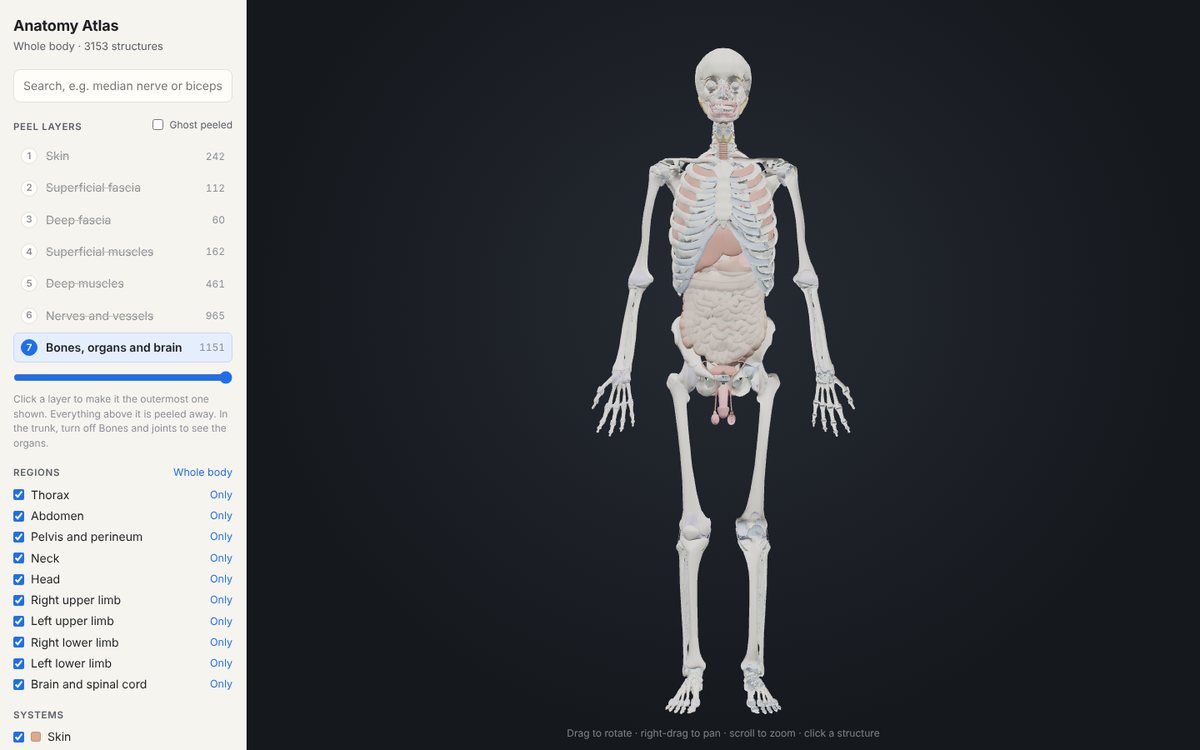 Anatomy Atlas
Whole body · 3153 structures
Search, e.g. median nerve or biceps
PEEL LAYERS Ghost peeled
1 Skin 242
2 Superficial fascia 112
3 Deep fascia 60
4 Superficial muscles 162
5 Deep muscles 461
6 Nerves and vessels 965
7 Bones, organs and brain 1151
Click a layer to make it the outermost one
shown. Everything above it is peeled away. In
the trunk, turn off Bones and joints to see the
organs.
REGIONS Whole body
Thorax Only
Abdomen Only
Pelvis and perineum Only
Neck Only
Head Only
Right upper limb Only
Left upper limb Only
Right lower limb Only
Left lower limb Only
Brain and spinal cord Only
SYSTEMS
Skin
Drag to rotate · right-drag to pan · scroll to zoom · click a structure